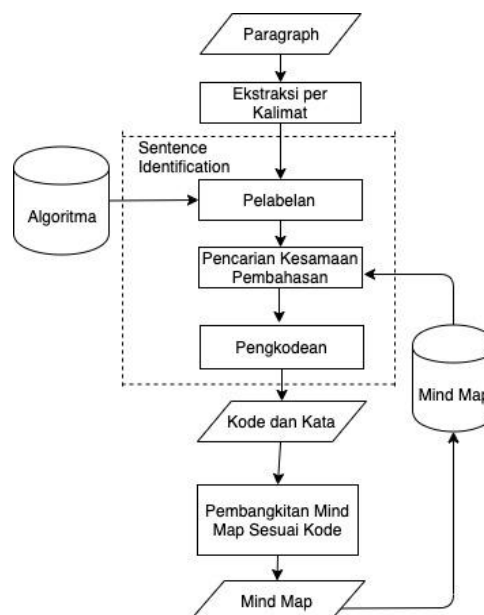 Paragraph
Ekstraksi per
Kalimat
Sentence
Identification
Algoritma
Pelabelan
Pencarian Kesamaan
Pembahasan
Pengkodean
Mind Map
Kode dan Kata
Pembangkitan Mind
Map Sesuai Kode
Mind Map